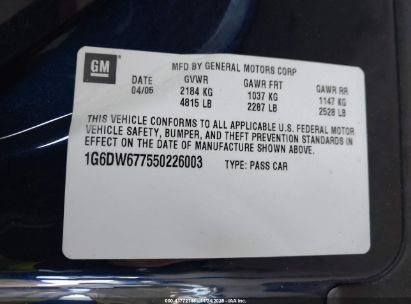 GM
MFD BY GENERAL MOTORS CORP
DATE GVWR GAWR FRT GAWR RR
04/05 2184 KG 1037 KG 1147 KG
4815 LB 2287 LB 2528 LB
THIS VEHICLE CONFORMS TO ALL APPLICABLE U.S. FEDERAL MOTOR
VEHICLE SAFETY, BUMPER, AND THEFT PREVENTION STANDARDS IN
EFFECT ON THE DATE OF MANUFACTURE SHOWN ABOVE.
1G6DW677550226003 TYPE: PASS CAR